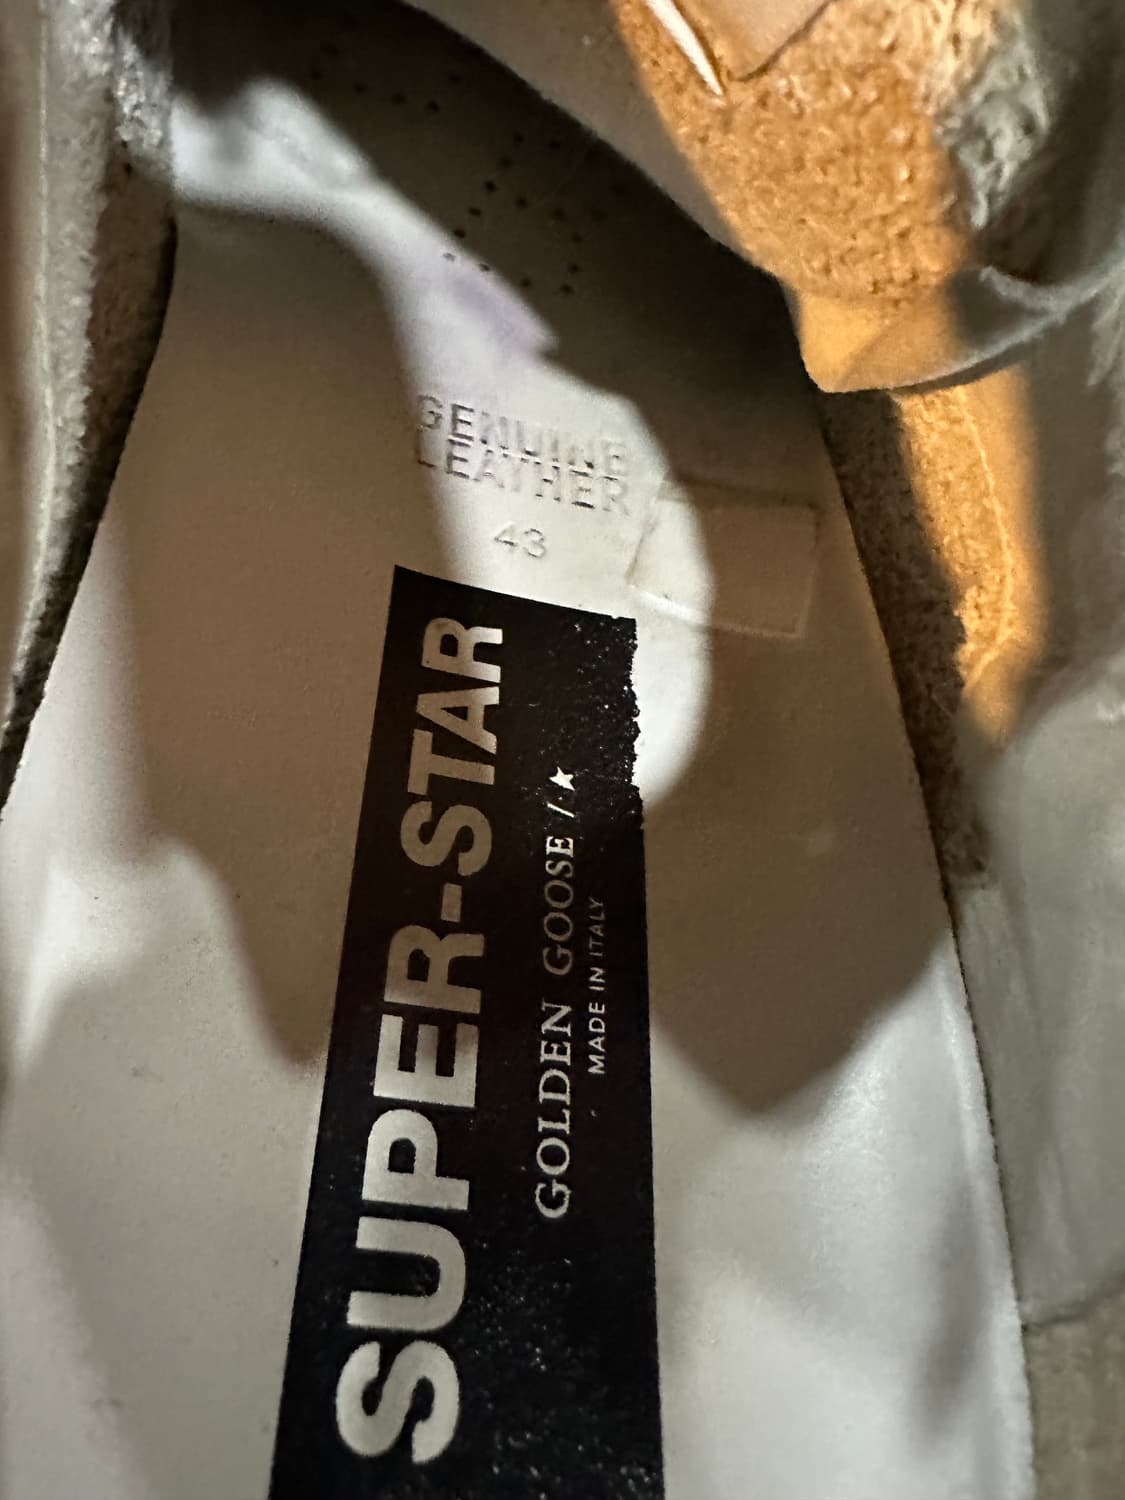 GENUINE
LEATHER
43
SUPER-STAR
GOLDEN GOOSE /★
MADE IN ITALY